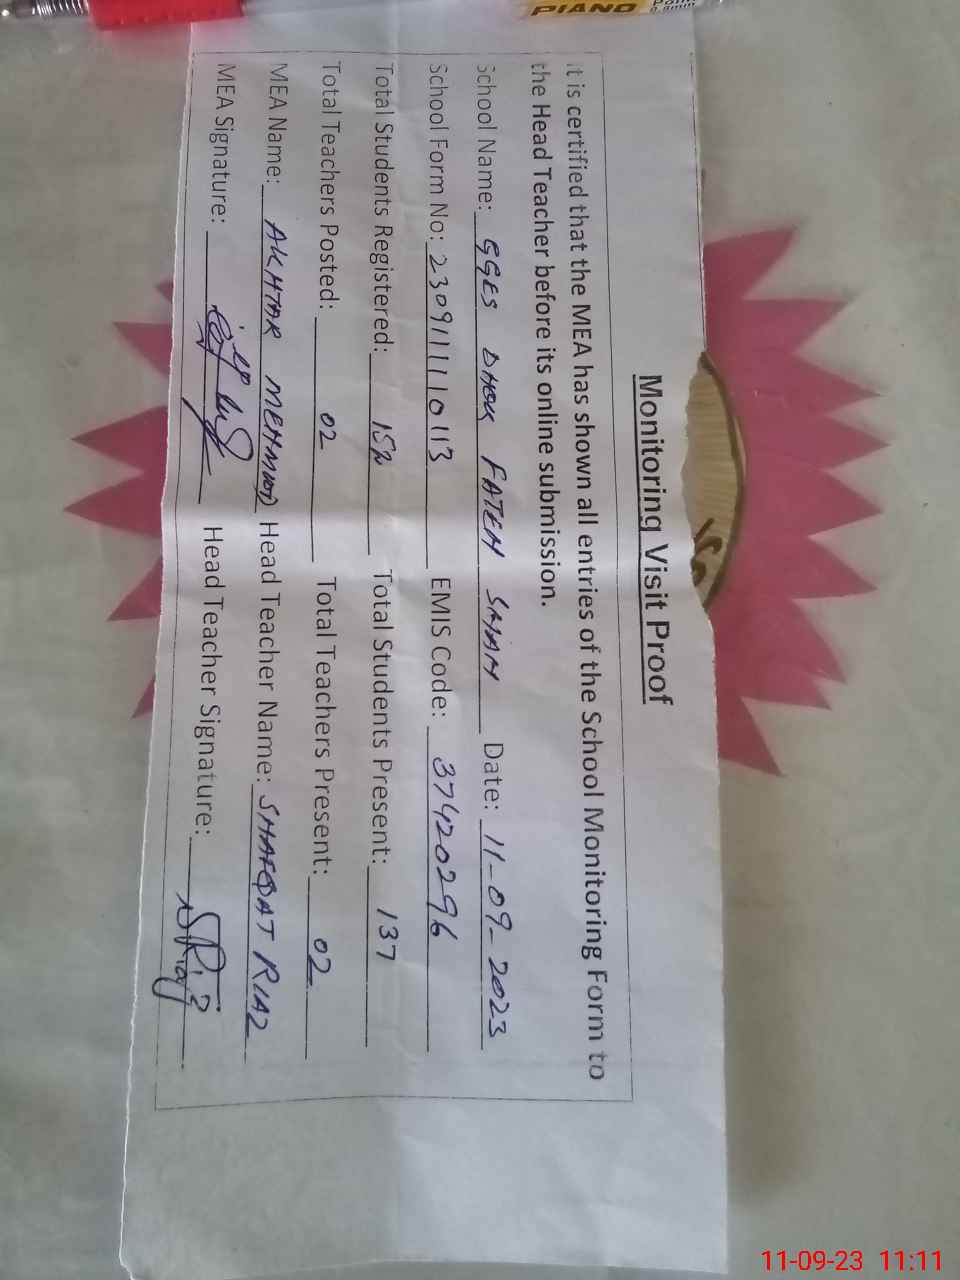 PIANO
Monitoring Visit Proof
It is certified that the MEA has shown all entries of the School Monitoring Form to
the Head Teacher before its online submission.
School Name: GGES DHOK FATEH Date: 11-09-2023
School Form No: 2309111110113 EMIS Code: 37420296
Total Students Registered: 152 Total Students Present: 137
Total Teachers Posted: 02 Total Teachers Present: 02
MEA Name: AKHTAR MEHMOOD Head Teacher Name: SHAFQAT RIAZ
MEA Signature: Head Teacher Signature: SRiaz
11-09-23 11:11